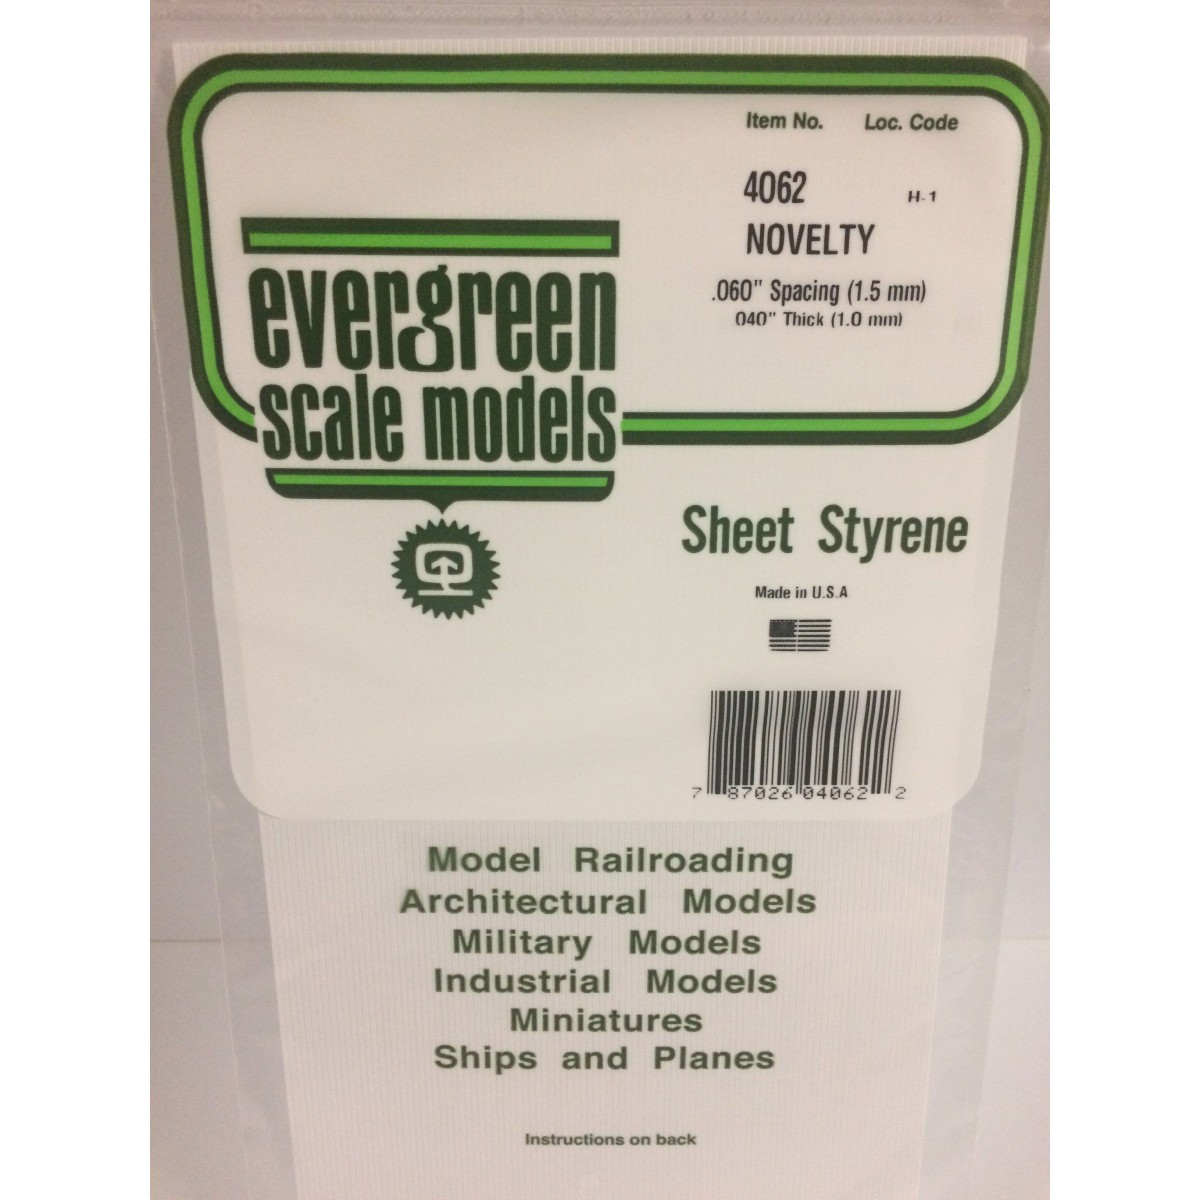 Item No. Loc. Code
4062 H-1
NOVELTY
.060" Spacing (1.5 mm)
.040" Thick (1.0 mm)
evergreen
scale models
Sheet Styrene
Made in U.S.A
7 87026 04062 2
Model Railroading
Architectural Models
Military Models
Industrial Models
Miniatures
Ships and Planes
Instructions on back